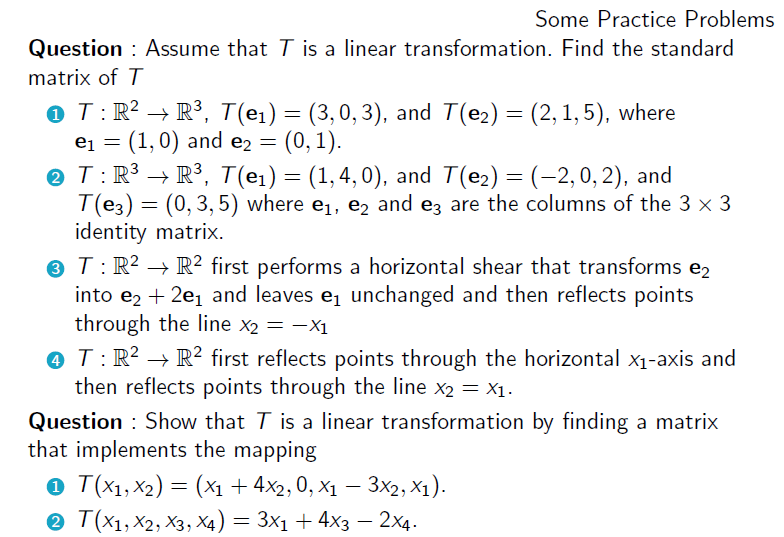 Some Practice Problems
Question : Assume that T is a linear transformation. Find the standard
matrix of T
1 T : ℝ² → ℝ³, T(e₁) = (3, 0, 3), and T(e₂) = (2, 1, 5), where
e₁ = (1, 0) and e₂ = (0, 1).
2 T : ℝ³ → ℝ³, T(e₁) = (1, 4, 0), and T(e₂) = (−2, 0, 2), and
T(e₃) = (0, 3, 5) where e₁, e₂ and e₃ are the columns of the 3 × 3
identity matrix.
3 T : ℝ² → ℝ² first performs a horizontal shear that transforms e₂
into e₂ + 2e₁ and leaves e₁ unchanged and then reflects points
through the line x₂ = −x₁
4 T : ℝ² → ℝ² first reflects points through the horizontal x₁-axis and
then reflects points through the line x₂ = x₁.
Question : Show that T is a linear transformation by finding a matrix
that implements the mapping
1 T(x₁, x₂) = (x₁ + 4x₂, 0, x₁ − 3x₂, x₁).
2 T(x₁, x₂, x₃, x₄) = 3x₁ + 4x₃ − 2x₄.